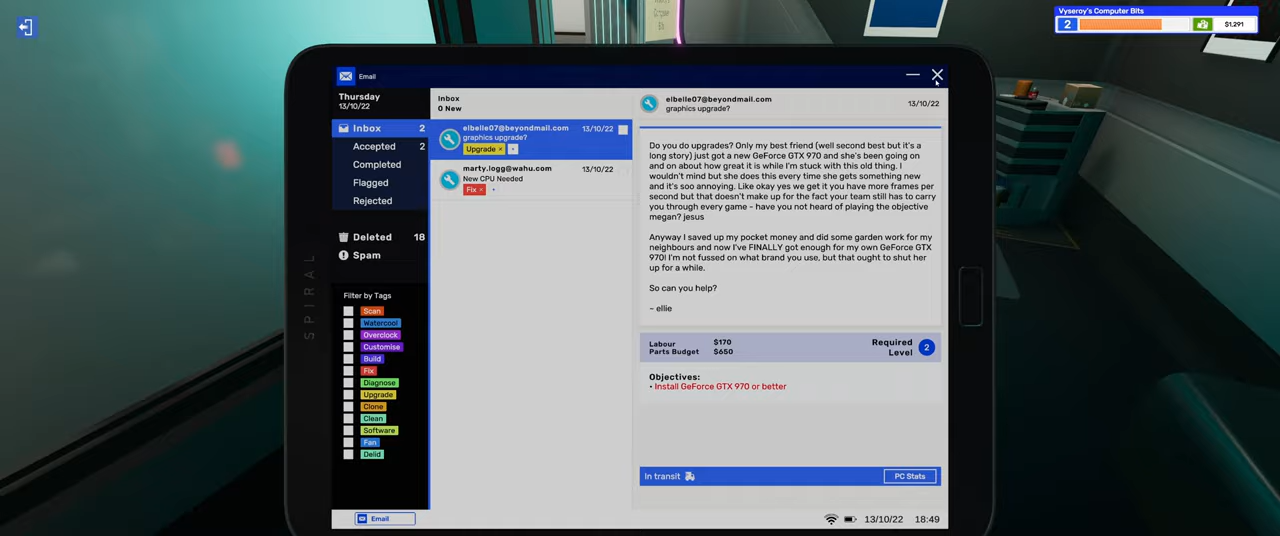 Vyseroy's Computer Bits
2
$1,291
Email
Thursday
13/10/22
Inbox 2
Accepted 2
Completed
Flagged
Rejected
Deleted 18
Spam
Filter by Tags
Scan
Watercool
Overclock
Customise
Build
Fix
Diagnose
Upgrade
Clone
Clean
Software
Fan
Delid
Inbox
0 New
elbelle07@beyondmail.com 13/10/22
graphics upgrade?
Upgrade ×
marty.logg@wahu.com 13/10/22
New CPU Needed
Fix ×
elbelle07@beyondmail.com 13/10/22
graphics upgrade?
Do you do upgrades? Only my best friend (well second best but it's a
long story) just got a new GeForce GTX 970 and she's been going on
and on about how great it is while I'm stuck with this old thing. I
wouldn't mind but she does this every time she gets something new
and it's soo annoying. Like okay yes we get it you have more frames per
second but that doesn't make up for the fact your team still has to carry
you through every game - have you not heard of playing the objective
megan? jesus
Anyway I saved up my pocket money and did some garden work for my
neighbours and now I've FINALLY got enough for my own GeForce GTX
970! I'm not fussed on what brand you use, but that ought to shut her
up for a while.
So can you help?
– ellie
Labour $170
Parts Budget $650
Required
Level 2
Objectives:
• Install GeForce GTX 970 or better
In transit
PC Stats
SPIRAL
Email
13/10/22 18:49